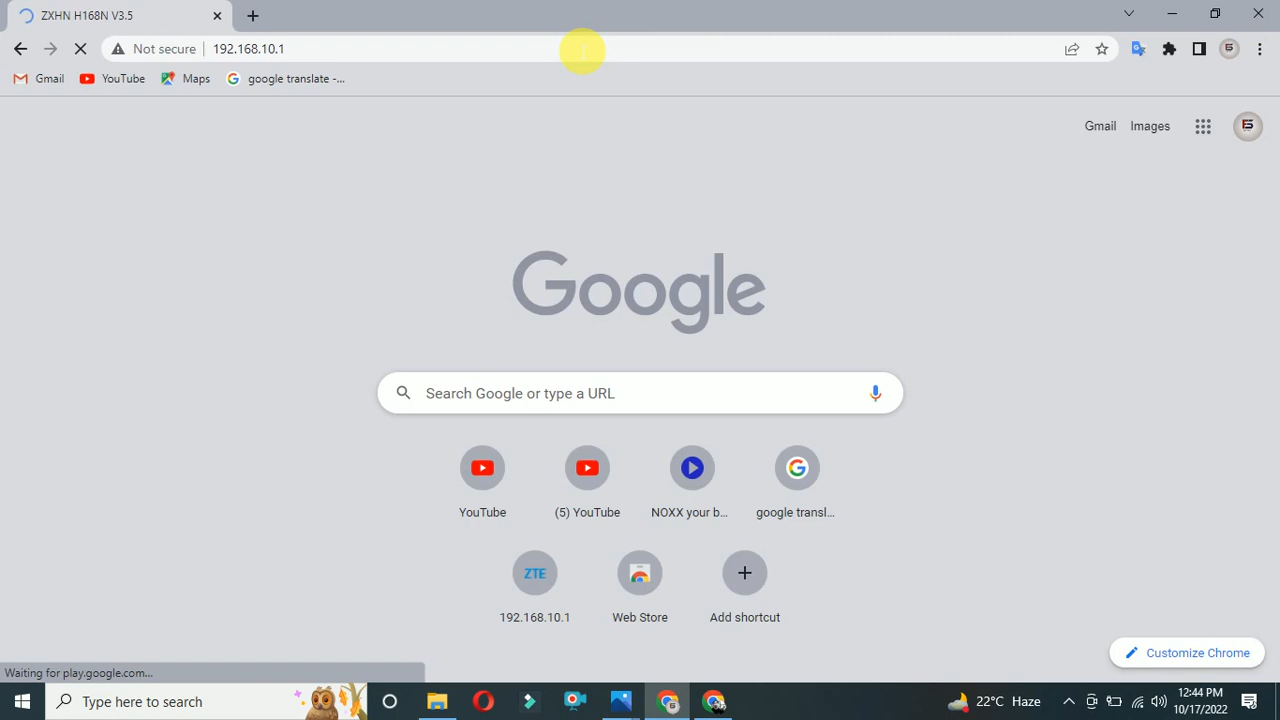 ZXHN H168N V3.5
Not secure
192.168.10.1
Gmail
YouTube
Maps
google translate -...
Gmail
Images
Google
Search Google or type a URL
YouTube
(5) YouTube
NOXX your b...
google transl...
ZTE
192.168.10.1
Web Store
Add shortcut
Customize Chrome
Waiting for play.google.com...
Type here to search
22°C Haze
12:44 PM
10/17/2022